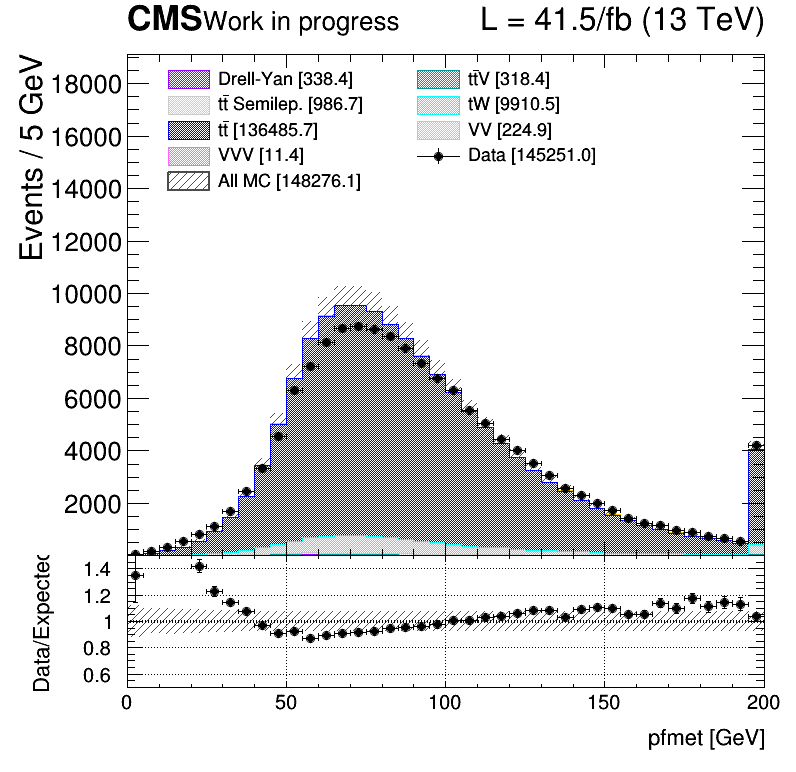 CMS Work in progress L = 41.5/fb (13 TeV)
Events / 5 GeV
18000
16000
14000
12000
10000
8000
6000
4000
2000
Drell-Yan [338.4]
tt̄ Semilep. [986.7]
tt̄ [136485.7]
VVV [11.4]
All MC [148276.1]
tt̄V [318.4]
tW [9910.5]
VV [224.9]
Data [145251.0]
Data/Expected
1.4
1.2
1
0.8
0.6
0 50 100 150 200
pfmet [GeV]